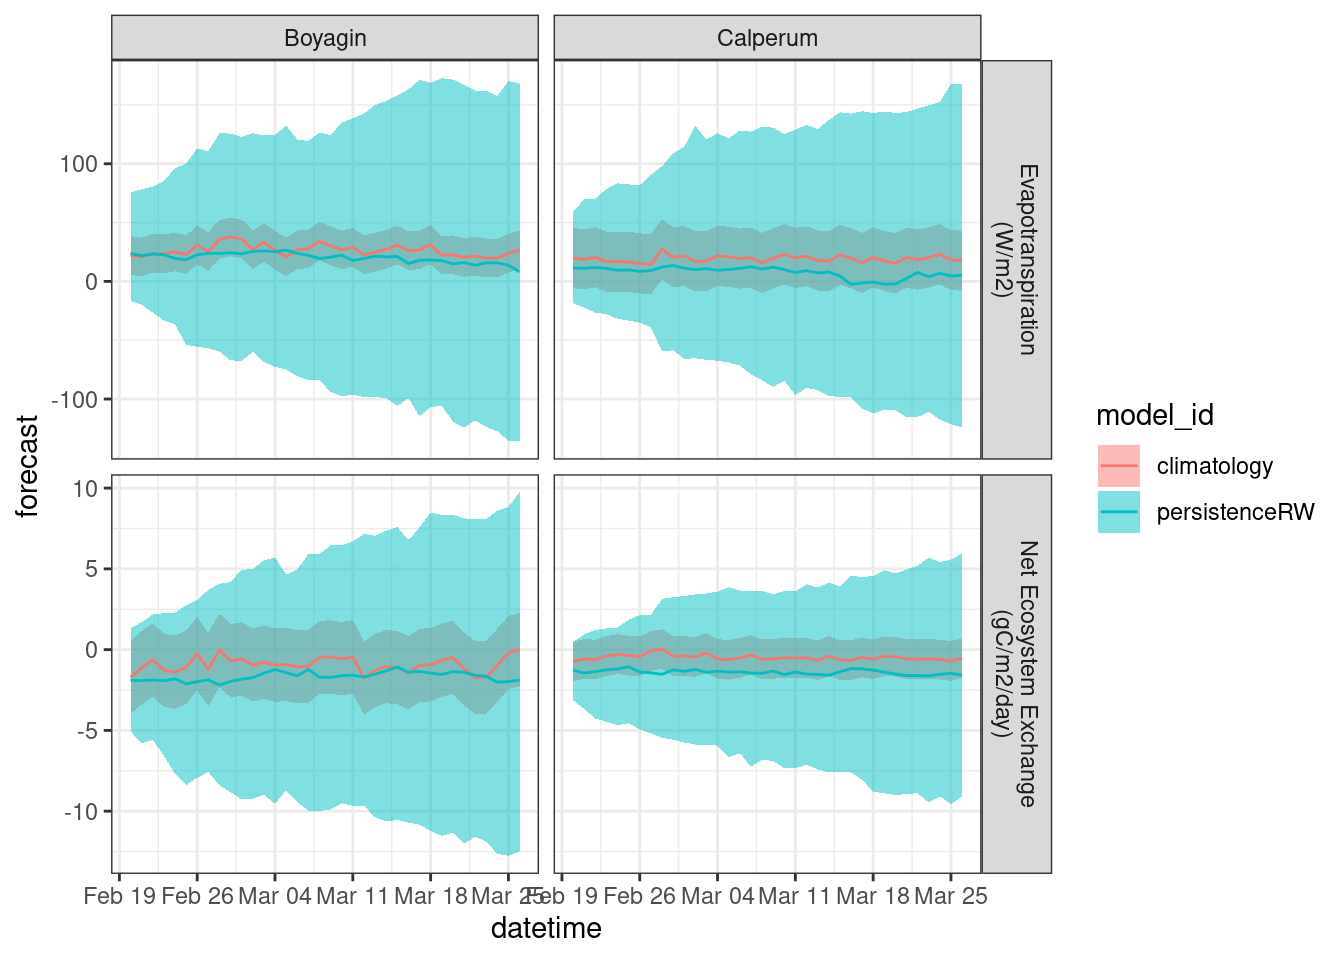 Boyagin
Calperum
100
0
-100
Evapotranspiration
(W/m2)
10
5
0
-5
-10
Net Ecosystem Exchange
(gC/m2/day)
forecast
Feb 19 Feb 26 Mar 04 Mar 11 Mar 18 Mar 25
Feb 19 Feb 26 Mar 04 Mar 11 Mar 18 Mar 25
datetime
model_id
climatology
persistenceRW